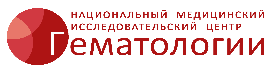 НАЦИОНАЛЬНЫЙ МЕДИЦИНСКИЙ
ИССЛЕДОВАТЕЛЬСКИЙ ЦЕНТР
Гематологии